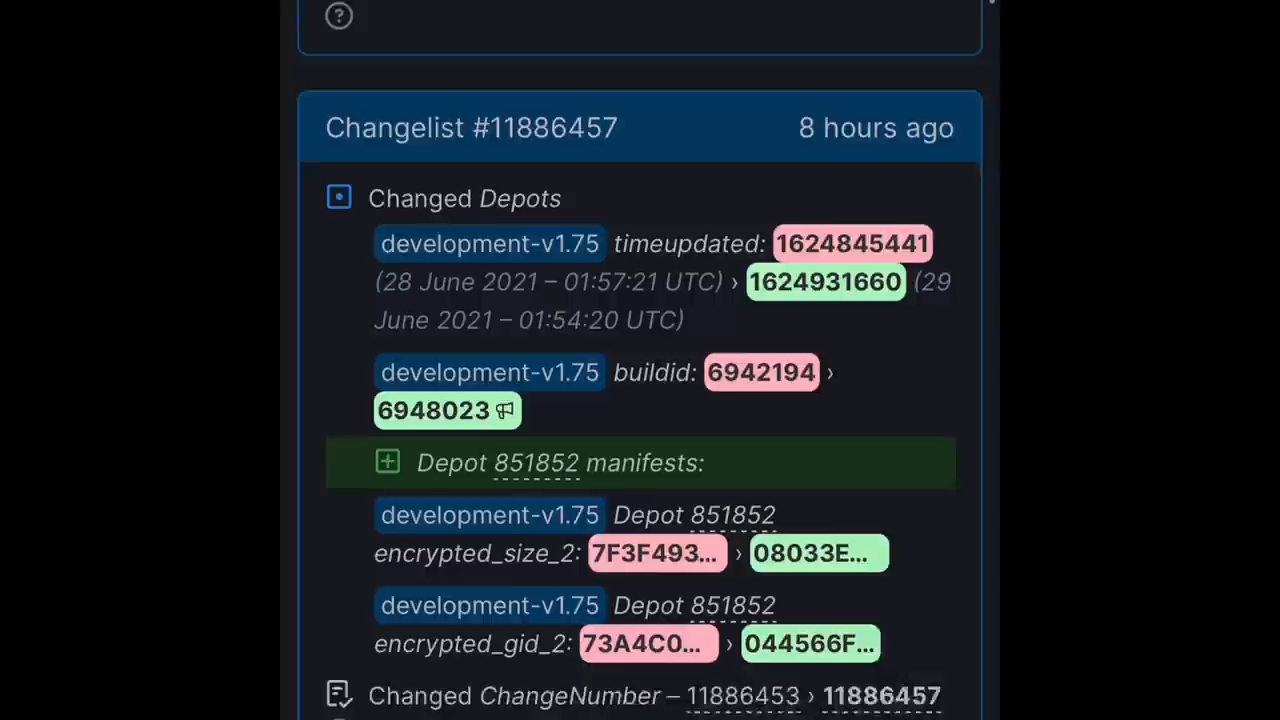 Changelist #11886457 8 hours ago
Changed Depots
development-v1.75 timeupdated: 1624845441
(28 June 2021 – 01:57:21 UTC) › 1624931660 (29
June 2021 – 01:54:20 UTC)
development-v1.75 buildid: 6942194 ›
6948023
Depot 851852 manifests:
development-v1.75 Depot 851852
encrypted_size_2: 7F3F493... › 08033E...
development-v1.75 Depot 851852
encrypted_gid_2: 73A4C0... › 044566F...
Changed ChangeNumber – 11886453 › 11886457